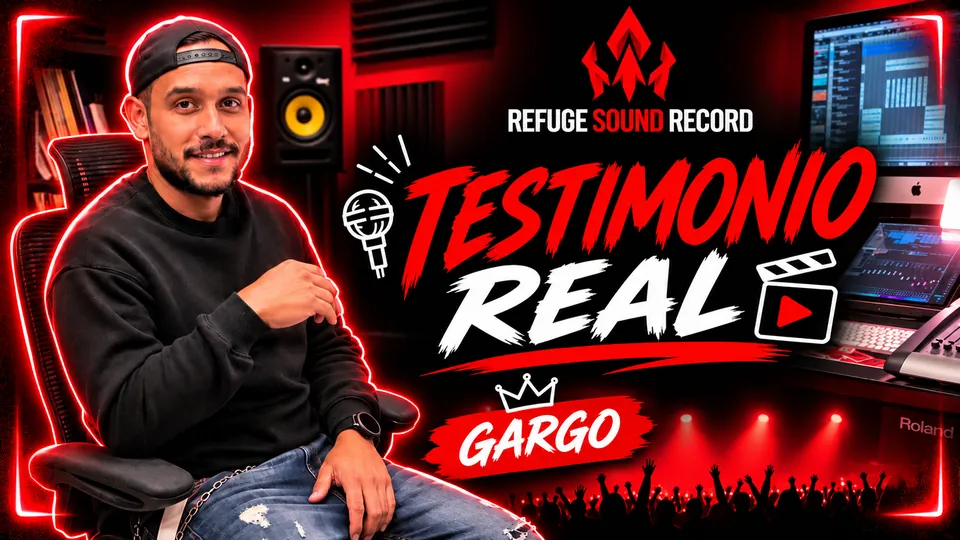 REFUGE SOUND RECORD
TESTIMONIO
REAL
GARGO
Roland